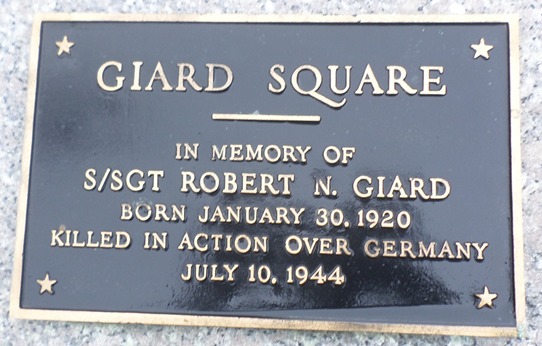 GIARD SQUARE
IN MEMORY OF
S/SGT ROBERT N. GIARD
BORN JANUARY 30, 1920
KILLED IN ACTION OVER GERMANY
JULY 10, 1944